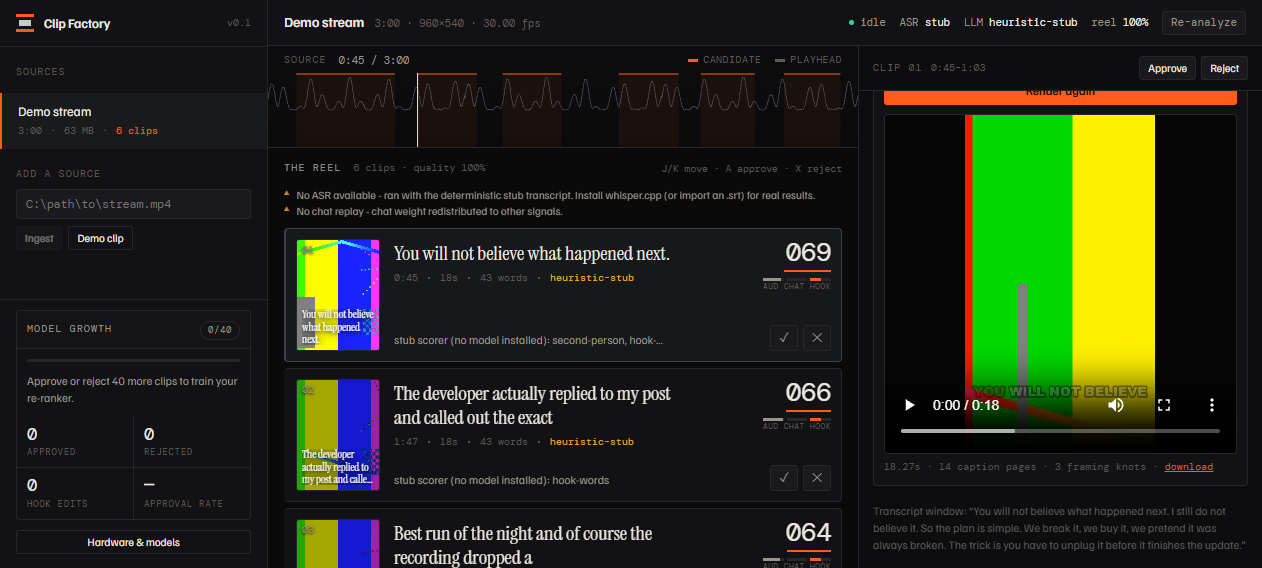 Clip Factory
v0.1
SOURCES
Demo stream
3:00 · 63 MB · 6 clips
ADD A SOURCE
C:\path\to\stream.mp4
Ingest
Demo clip
MODEL GROWTH
0/40
Approve or reject 40 more clips to train your
re-ranker.
0
APPROVED
0
REJECTED
0
HOOK EDITS
—
APPROVAL RATE
Hardware & models
Demo stream 3:00 · 960×540 · 30.00 fps
idle ASR stub LLM heuristic-stub reel 100% Re-analyze
SOURCE 0:45 / 3:00
CANDIDATE PLAYHEAD
THE REEL 6 clips · quality 100%
J/K move · A approve · X reject
No ASR available - ran with the deterministic stub transcript. Install whisper.cpp (or import an .srt) for real results.
No chat replay - chat weight redistributed to other signals.
You will not believe
what happened
next.
You will not believe what happened next.
0:45 · 18s · 43 words · heuristic-stub
stub scorer (no model installed): second-person, hook-...
069
AUD CHAT HOOK
02
The developer
actually replied to
my post and calle...
The developer actually replied to my post
and called out the exact
1:47 · 18s · 43 words · heuristic-stub
stub scorer (no model installed): hook-words
066
AUD CHAT HOOK
03
Best run of the night and of course the
recording dropped a
064
AUD CHAT HOOK
CLIP 01 0:45–1:03
Approve
Reject
Render again
YOU WILL NOT BELIEVE
0:00 / 0:18
18.27s · 14 caption pages · 3 framing knots · download
Transcript window: “You will not believe what happened next. I still do not
believe it. So the plan is simple. We break it, we buy it, we pretend it was
always broken. The trick is you have to unplug it before it finishes the update.”